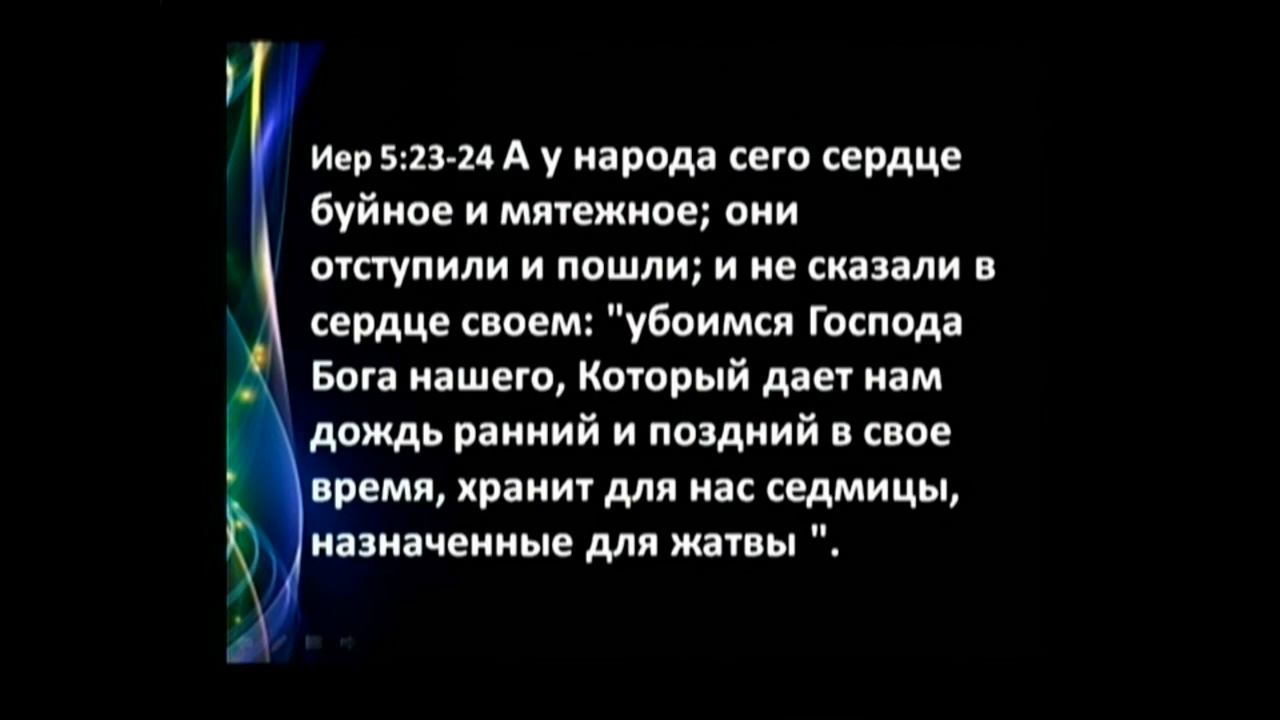 Иер 5:23-24 А у народа сего сердце
буйное и мятежное; они
отступили и пошли; и не сказали в
сердце своем: "убоимся Господа
Бога нашего, Который дает нам
дождь ранний и поздний в свое
время, хранит для нас седмицы,
назначенные для жатвы ".